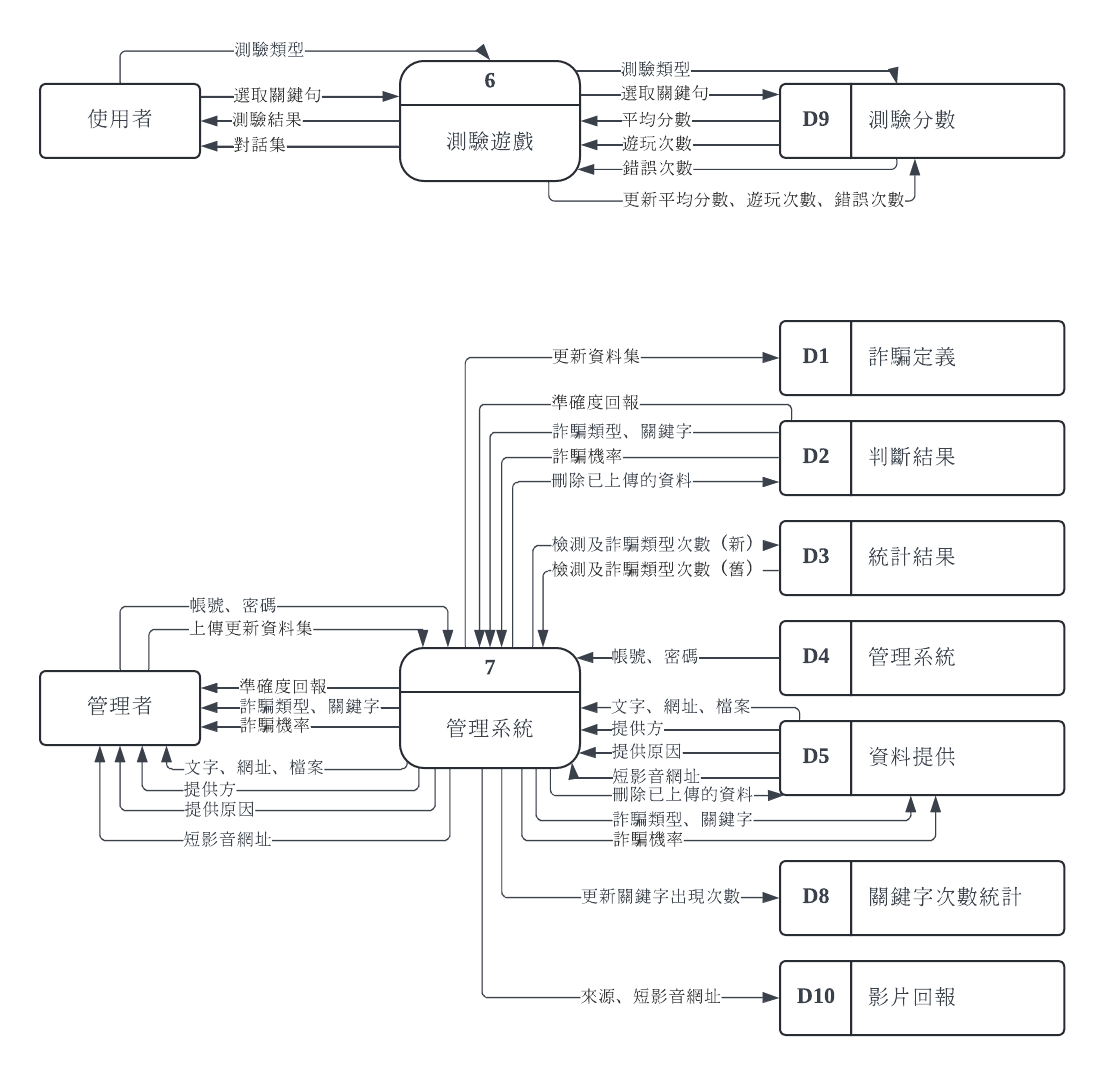 測驗類型
測驗類型
6
選取關鍵句
選取關鍵句
使用者
測驗結果
平均分數
D9
測驗分數
測驗遊戲
對話集
遊玩次數
錯誤次數
更新平均分數、遊玩次數、錯誤次數
更新資料集
D1
詐騙定義
準確度回報
詐騙類型、關鍵字
詐騙機率
D2
判斷結果
刪除已上傳的資料
檢測及詐騙類型次數（新）
D3
統計結果
檢測及詐騙類型次數（舊）
帳號、密碼
上傳更新資料集
7
帳號、密碼
D4
管理系統
準確度回報
管理者
詐騙類型、關鍵字
詐騙機率
管理系統
文字、網址、檔案
提供方
提供原因
D5
資料提供
短影音網址
刪除已上傳的資料
詐騙類型、關鍵字
詐騙機率
文字、網址、檔案
提供方
提供原因
短影音網址
更新關鍵字出現次數
D8
關鍵字次數統計
來源、短影音網址
D10
影片回報